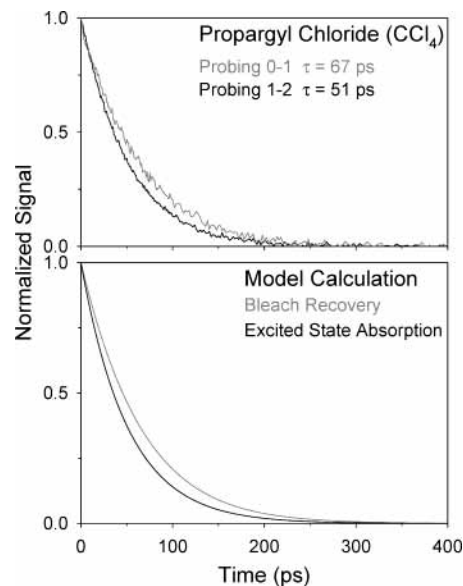 1.0
Propargyl Chloride (CCl4)
Probing 0-1 τ = 67 ps
Probing 1-2 τ = 51 ps
0.5
0.0
Normalized Signal
1.0
Model Calculation
Bleach Recovery
Excited State Absorption
0.5
0.0
0 100 200 300 400
Time (ps)